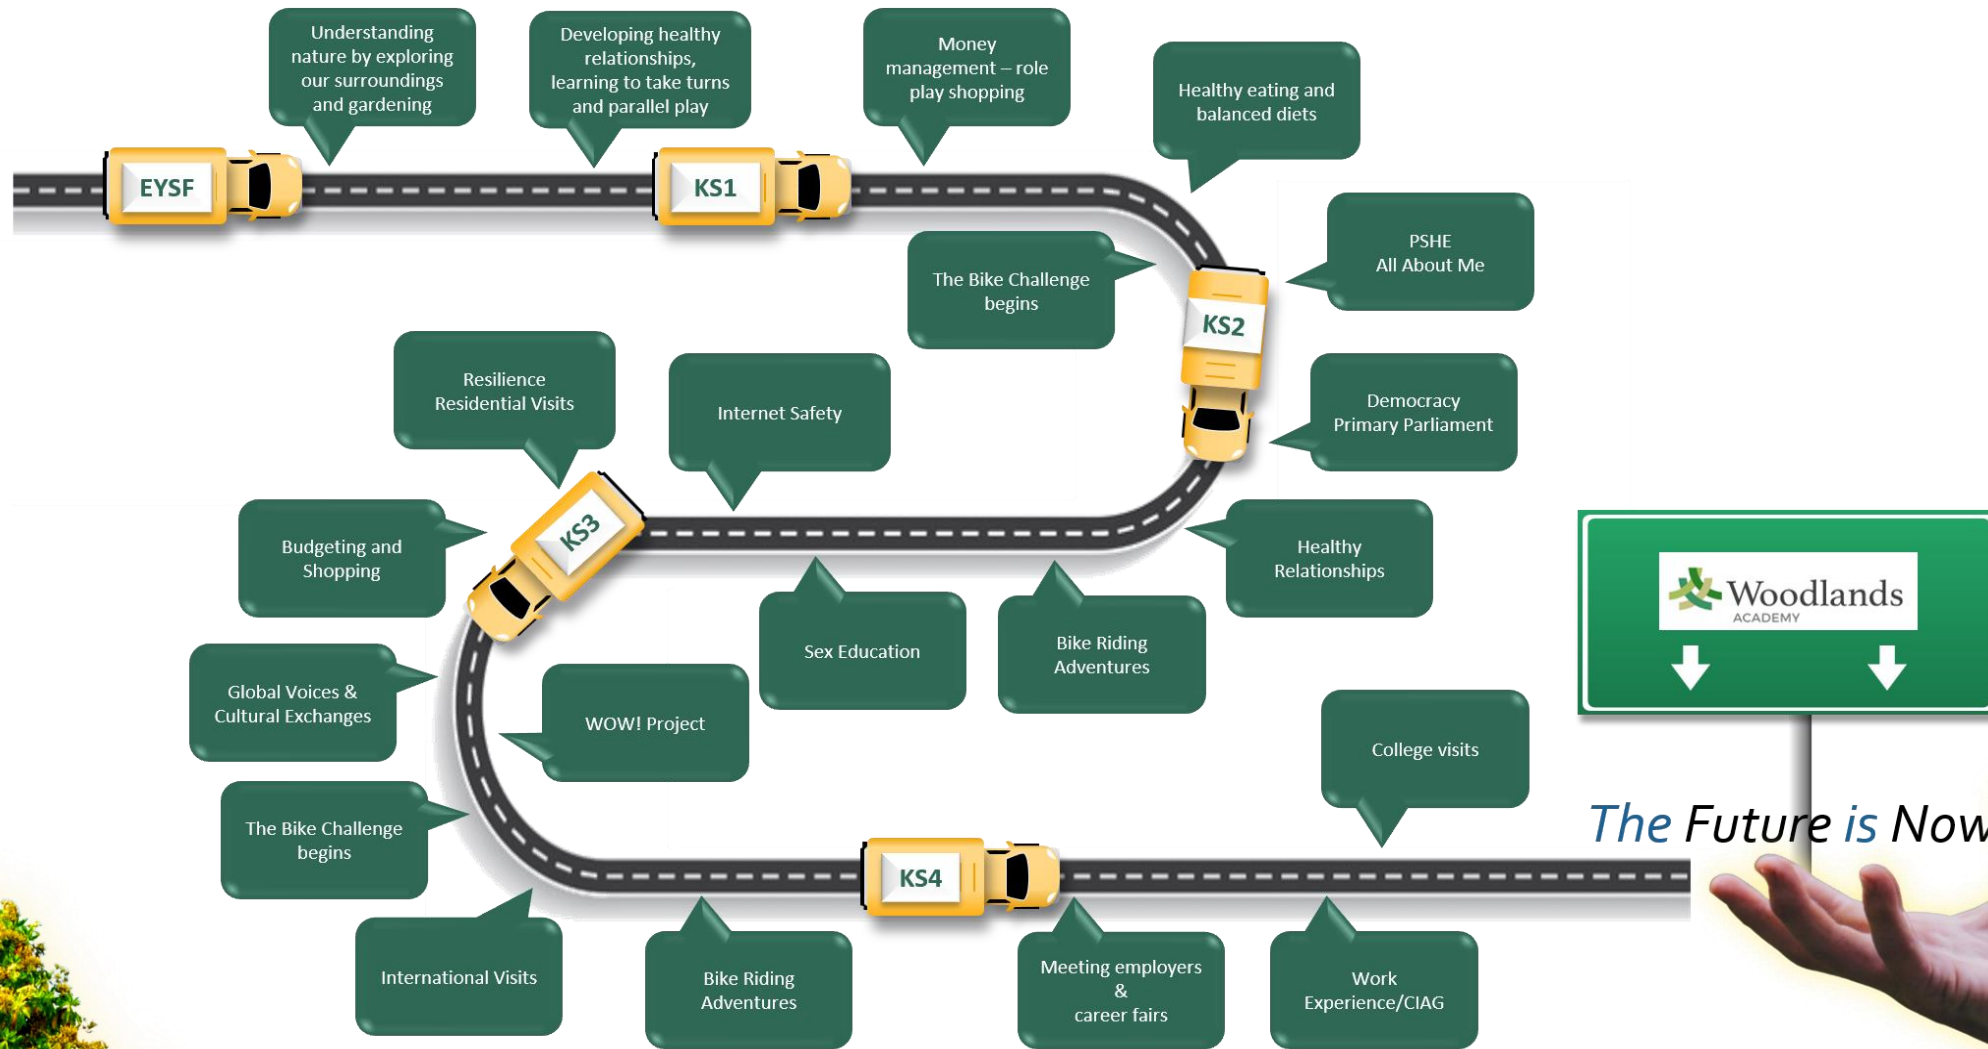 Understanding
nature by exploring
our surroundings
and gardening
Developing healthy
relationships,
learning to take turns
and parallel play
Money
management – role
play shopping
Healthy eating and
balanced diets
EYSF
KS1
The Bike Challenge
begins
PSHE
All About Me
KS2
Democracy
Primary Parliament
Resilience
Residential Visits
Internet Safety
KS3
Budgeting and
Shopping
Healthy
Relationships
Sex Education
Bike Riding
Adventures
Global Voices &
Cultural Exchanges
WOW! Project
The Bike Challenge
begins
International Visits
Bike Riding
Adventures
KS4
Meeting employers
&
career fairs
College visits
Work
Experience/CIAG
Woodlands
ACADEMY
The Future is Now